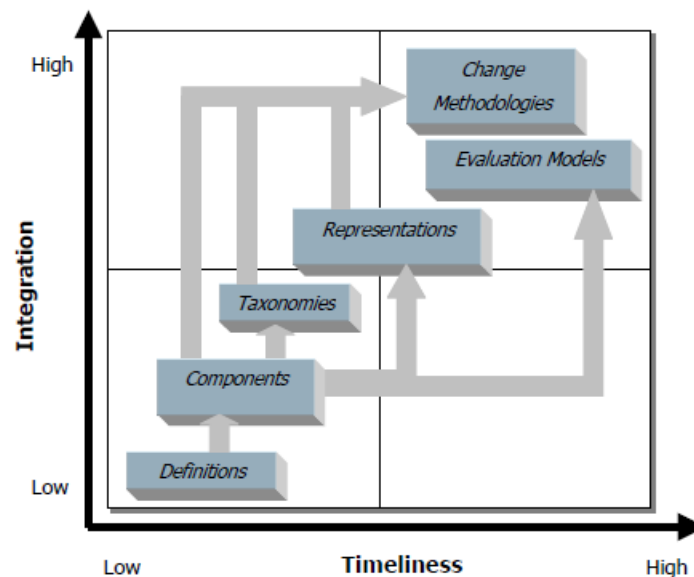 High
Change
Methodologies
Evaluation Models
Representations
Integration
Taxonomies
Components
Definitions
Low
Low
Timeliness
High